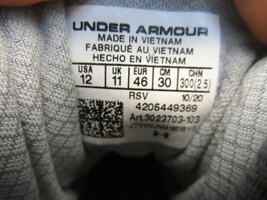 UNDER ARMOUR
MADE IN VIETNAM
FABRIQUÉ AU VIETNAM
HECHO EN VIETNAM
USA UK EUR CM CHN
12 11 46 30 300(2.5)
RSV 10/20
4205449369
Art.3023703-103